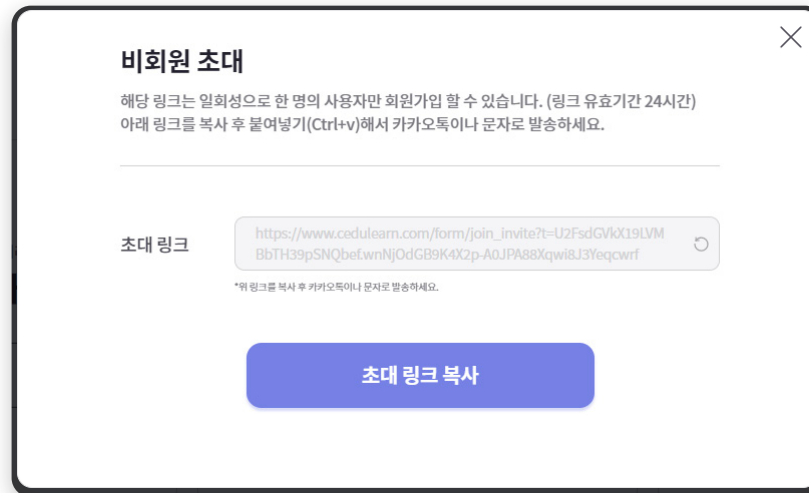 비회원 초대
해당 링크는 일회성으로 한 명의 사용자만 회원가입 할 수 있습니다. (링크 유효기간 24시간)
아래 링크를 복사 후 붙여넣기(Ctrl+v)해서 카카오톡이나 문자로 발송하세요.
초대 링크
https://www.cedulearn.com/form/join_invite?t=U2FsdGVkX19LVM
BbTH39pSNQbef.wnNjOdGB9K4X2p-A0JPA88Xqwi8J3Yeqcwrf
*위 링크를 복사 후 카카오톡이나 문자로 발송하세요.
초대 링크 복사